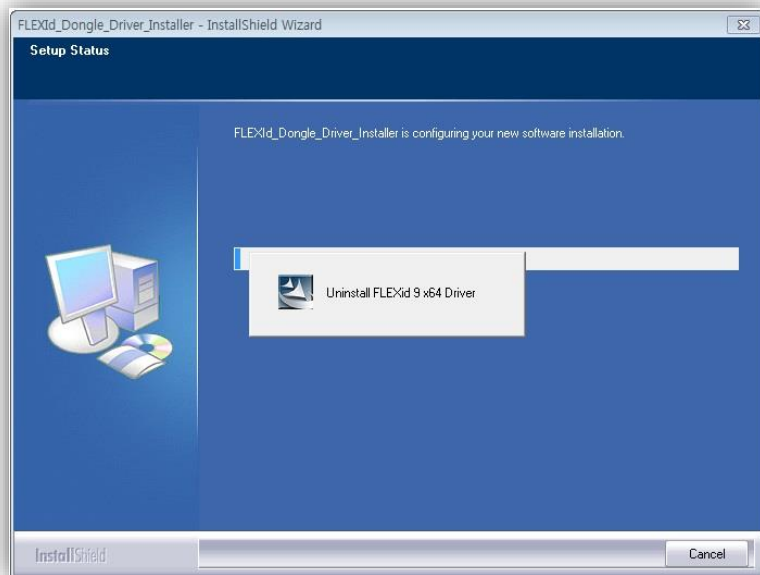 FLEXId_Dongle_Driver_Installer - InstallShield Wizard
Setup Status
FLEXId_Dongle_Driver_Installer is configuring your new software installation.
Uninstall FLEXid 9 x64 Driver
InstallShield
Cancel